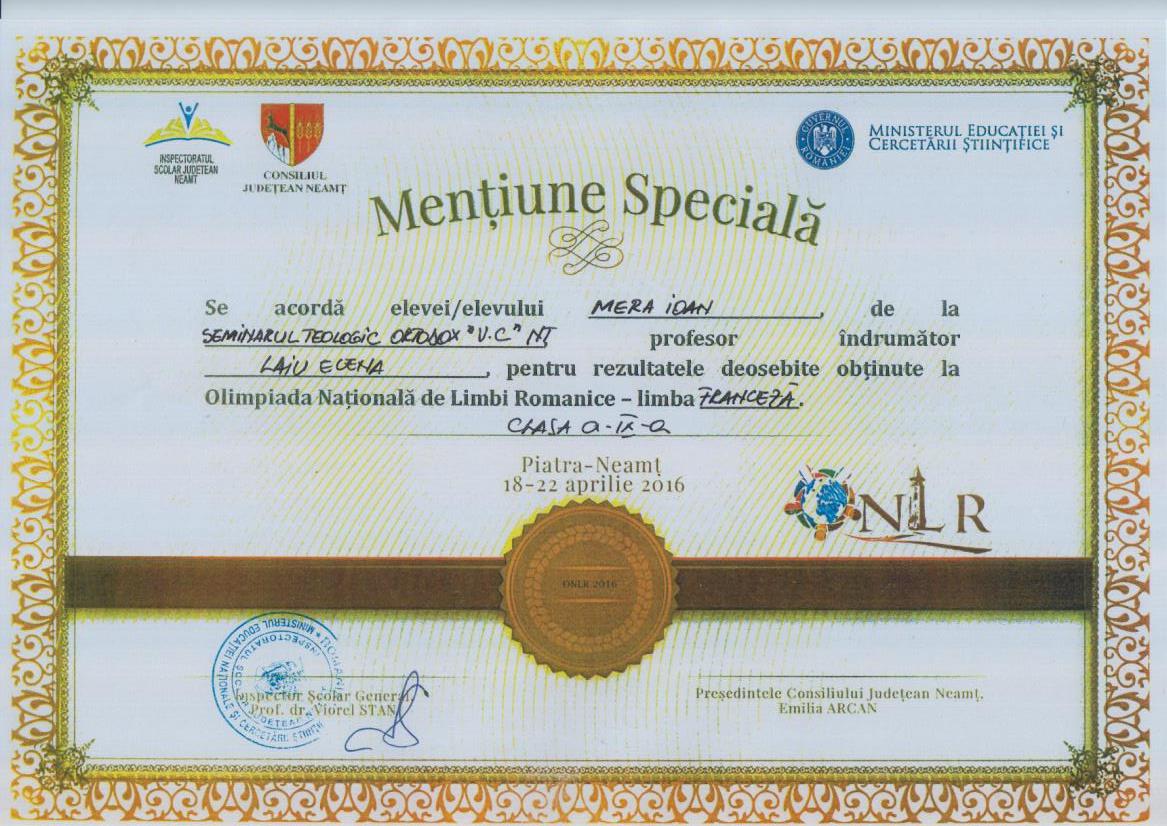 INSPECTORATUL
ȘCOLAR JUDEȚEAN
NEAMȚ
CONSILIUL
JUDEȚEAN NEAMȚ
GUVERNUL ROMÂNIEI
MINISTERUL EDUCAȚIEI ȘI
CERCETĂRII ȘTIINȚIFICE
Mențiune Specială
Se acordă elevei/elevului MERA IOAN, de la
SEMINARUL TEOLOGIC ORTODOX "V.C" NT profesor îndrumător
LAIU ELENA, pentru rezultatele deosebite obținute la
Olimpiada Națională de Limbi Romanice – limba FRANCEZĂ.
CLASA a-IX-a
Piatra-Neamț
18-22 aprilie 2016
ONLR
ONLR 2016
Inspector Școlar General,
Prof. dr. Viorel STAN
Președintele Consiliului Județean Neamț,
Emilia ARCAN